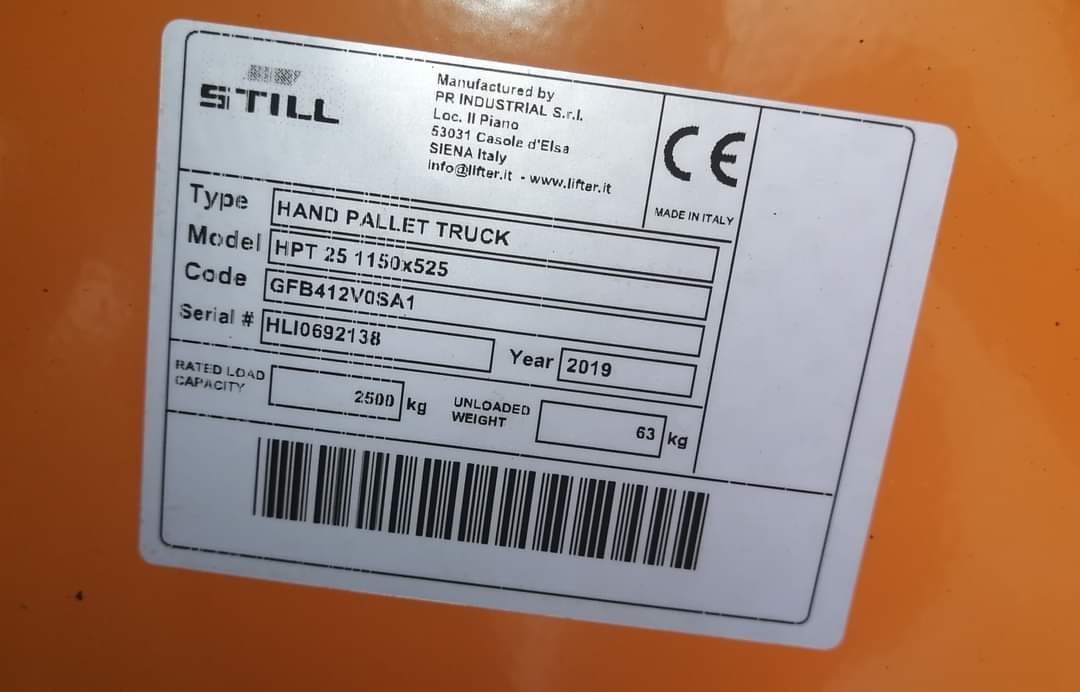 STILL
Manufactured by
PR INDUSTRIAL S.r.l.
Loc. Il Piano
53031 Casole d'Elsa
SIENA Italy
info@lifter.it - www.lifter.it
CE
MADE IN ITALY
Type HAND PALLET TRUCK
Model HPT 25 1150x525
Code GFB412V0SA1
Serial # HLI0692138 Year 2019
RATED LOAD CAPACITY 2500 kg UNLOADED WEIGHT 63 kg